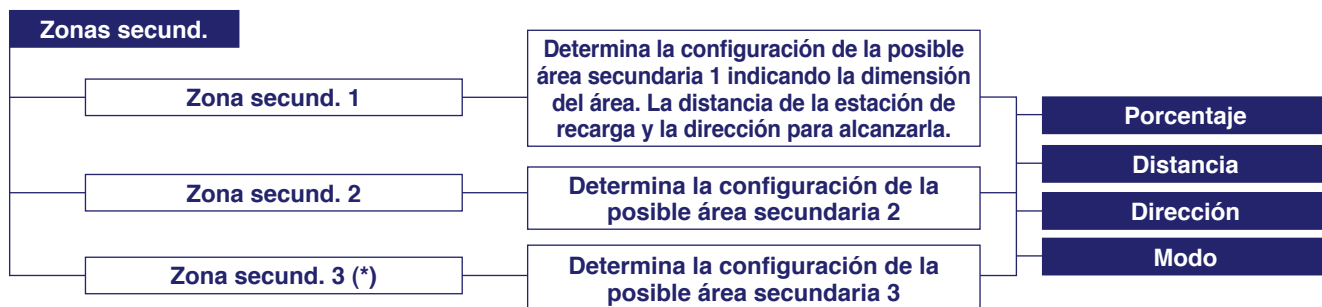 Zonas secund.
Zona secund. 1
Determina la configuración de la posible
área secundaria 1 indicando la dimensión
del área. La distancia de la estación de
recarga y la dirección para alcanzarla.
Zona secund. 2
Determina la configuración de la
posible área secundaria 2
Zona secund. 3 (*)
Determina la configuración de la
posible área secundaria 3
Porcentaje
Distancia
Dirección
Modo